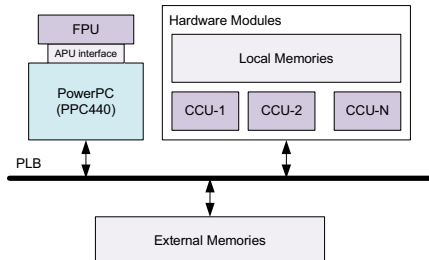 FPU
APU interface
PowerPC
(PPC440)
Hardware Modules
Local Memories
CCU-1
CCU-2
CCU-N
PLB
External Memories